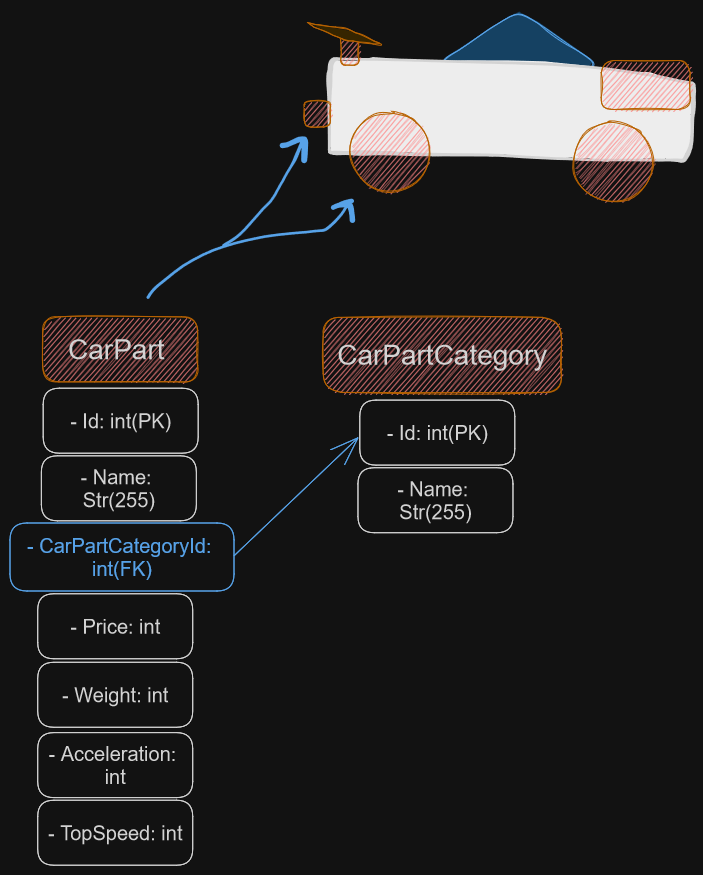 CarPart
- Id: int(PK)
- Name:
Str(255)
- CarPartCategoryId:
int(FK)
- Price: int
- Weight: int
- Acceleration:
int
- TopSpeed: int
CarPartCategory
- Id: int(PK)
- Name:
Str(255)